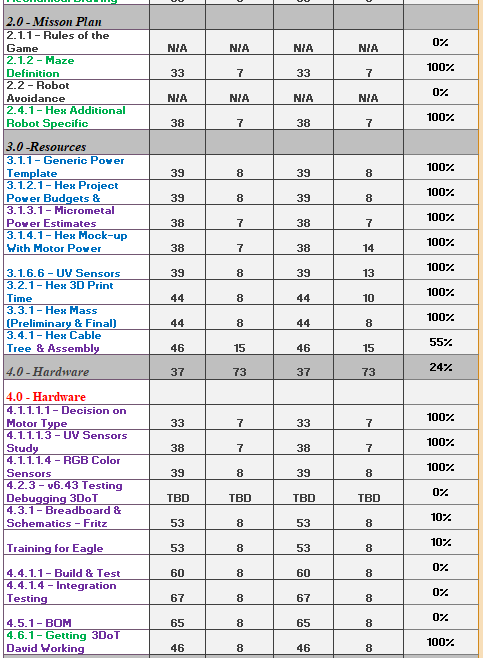 Mechanical Drawing
2.0 - Misson Plan
2.1.1 - Rules of the
Game N/A N/A N/A N/A 0%
2.1.2 - Maze
Definition 33 7 33 7 100%
2.2 - Robot
Avoidance N/A N/A N/A N/A 0%
2.4.1 - Hex Additional
Robot Specific 38 7 38 7 100%
3.0 -Resources
3.1.1 - Generic Power
Template 39 8 39 8 100%
3.1.2.1 - Hex Project
Power Budgets & 39 8 39 8 100%
3.1.3.1 - Micrometal
Power Estimates 38 7 38 7 100%
3.1.4.1 - Hex Mock-up
With Motor Power 38 7 38 14 100%
3.1.6.6 - UV Sensors 39 8 39 13 100%
3.2.1 - Hex 3D Print
Time 44 8 44 10 100%
3.3.1 - Hex Mass
(Preliminary & Final) 44 8 44 8 100%
3.4.1 - Hex Cable
Tree & Assembly 46 15 46 15 55%
4.0 - Hardware 37 73 37 73 24%
4.0 - Hardware
4.1.1.1.1 - Decision on
Motor Type 33 7 33 7 100%
4.1.1.1.3 - UV Sensors
Study 38 7 38 7 100%
4.1.1.1.4 - RGB Color
Sensors 39 8 39 8 100%
4.2.3 - v6.43 Testing
Debugging 3DoT TBD TBD TBD TBD 0%
4.3.1 - Breadboard &
Schematics - Fritz 53 8 53 8 10%
Training for Eagle 53 8 53 8 10%
4.4.1.1 - Build & Test 60 8 60 8 0%
4.4.1.4 - Integration
Testing 67 8 67 8 0%
4.5.1 - BOM 65 8 65 8 0%
4.6.1 - Getting 3DoT
David Working 46 8 46 8 100%